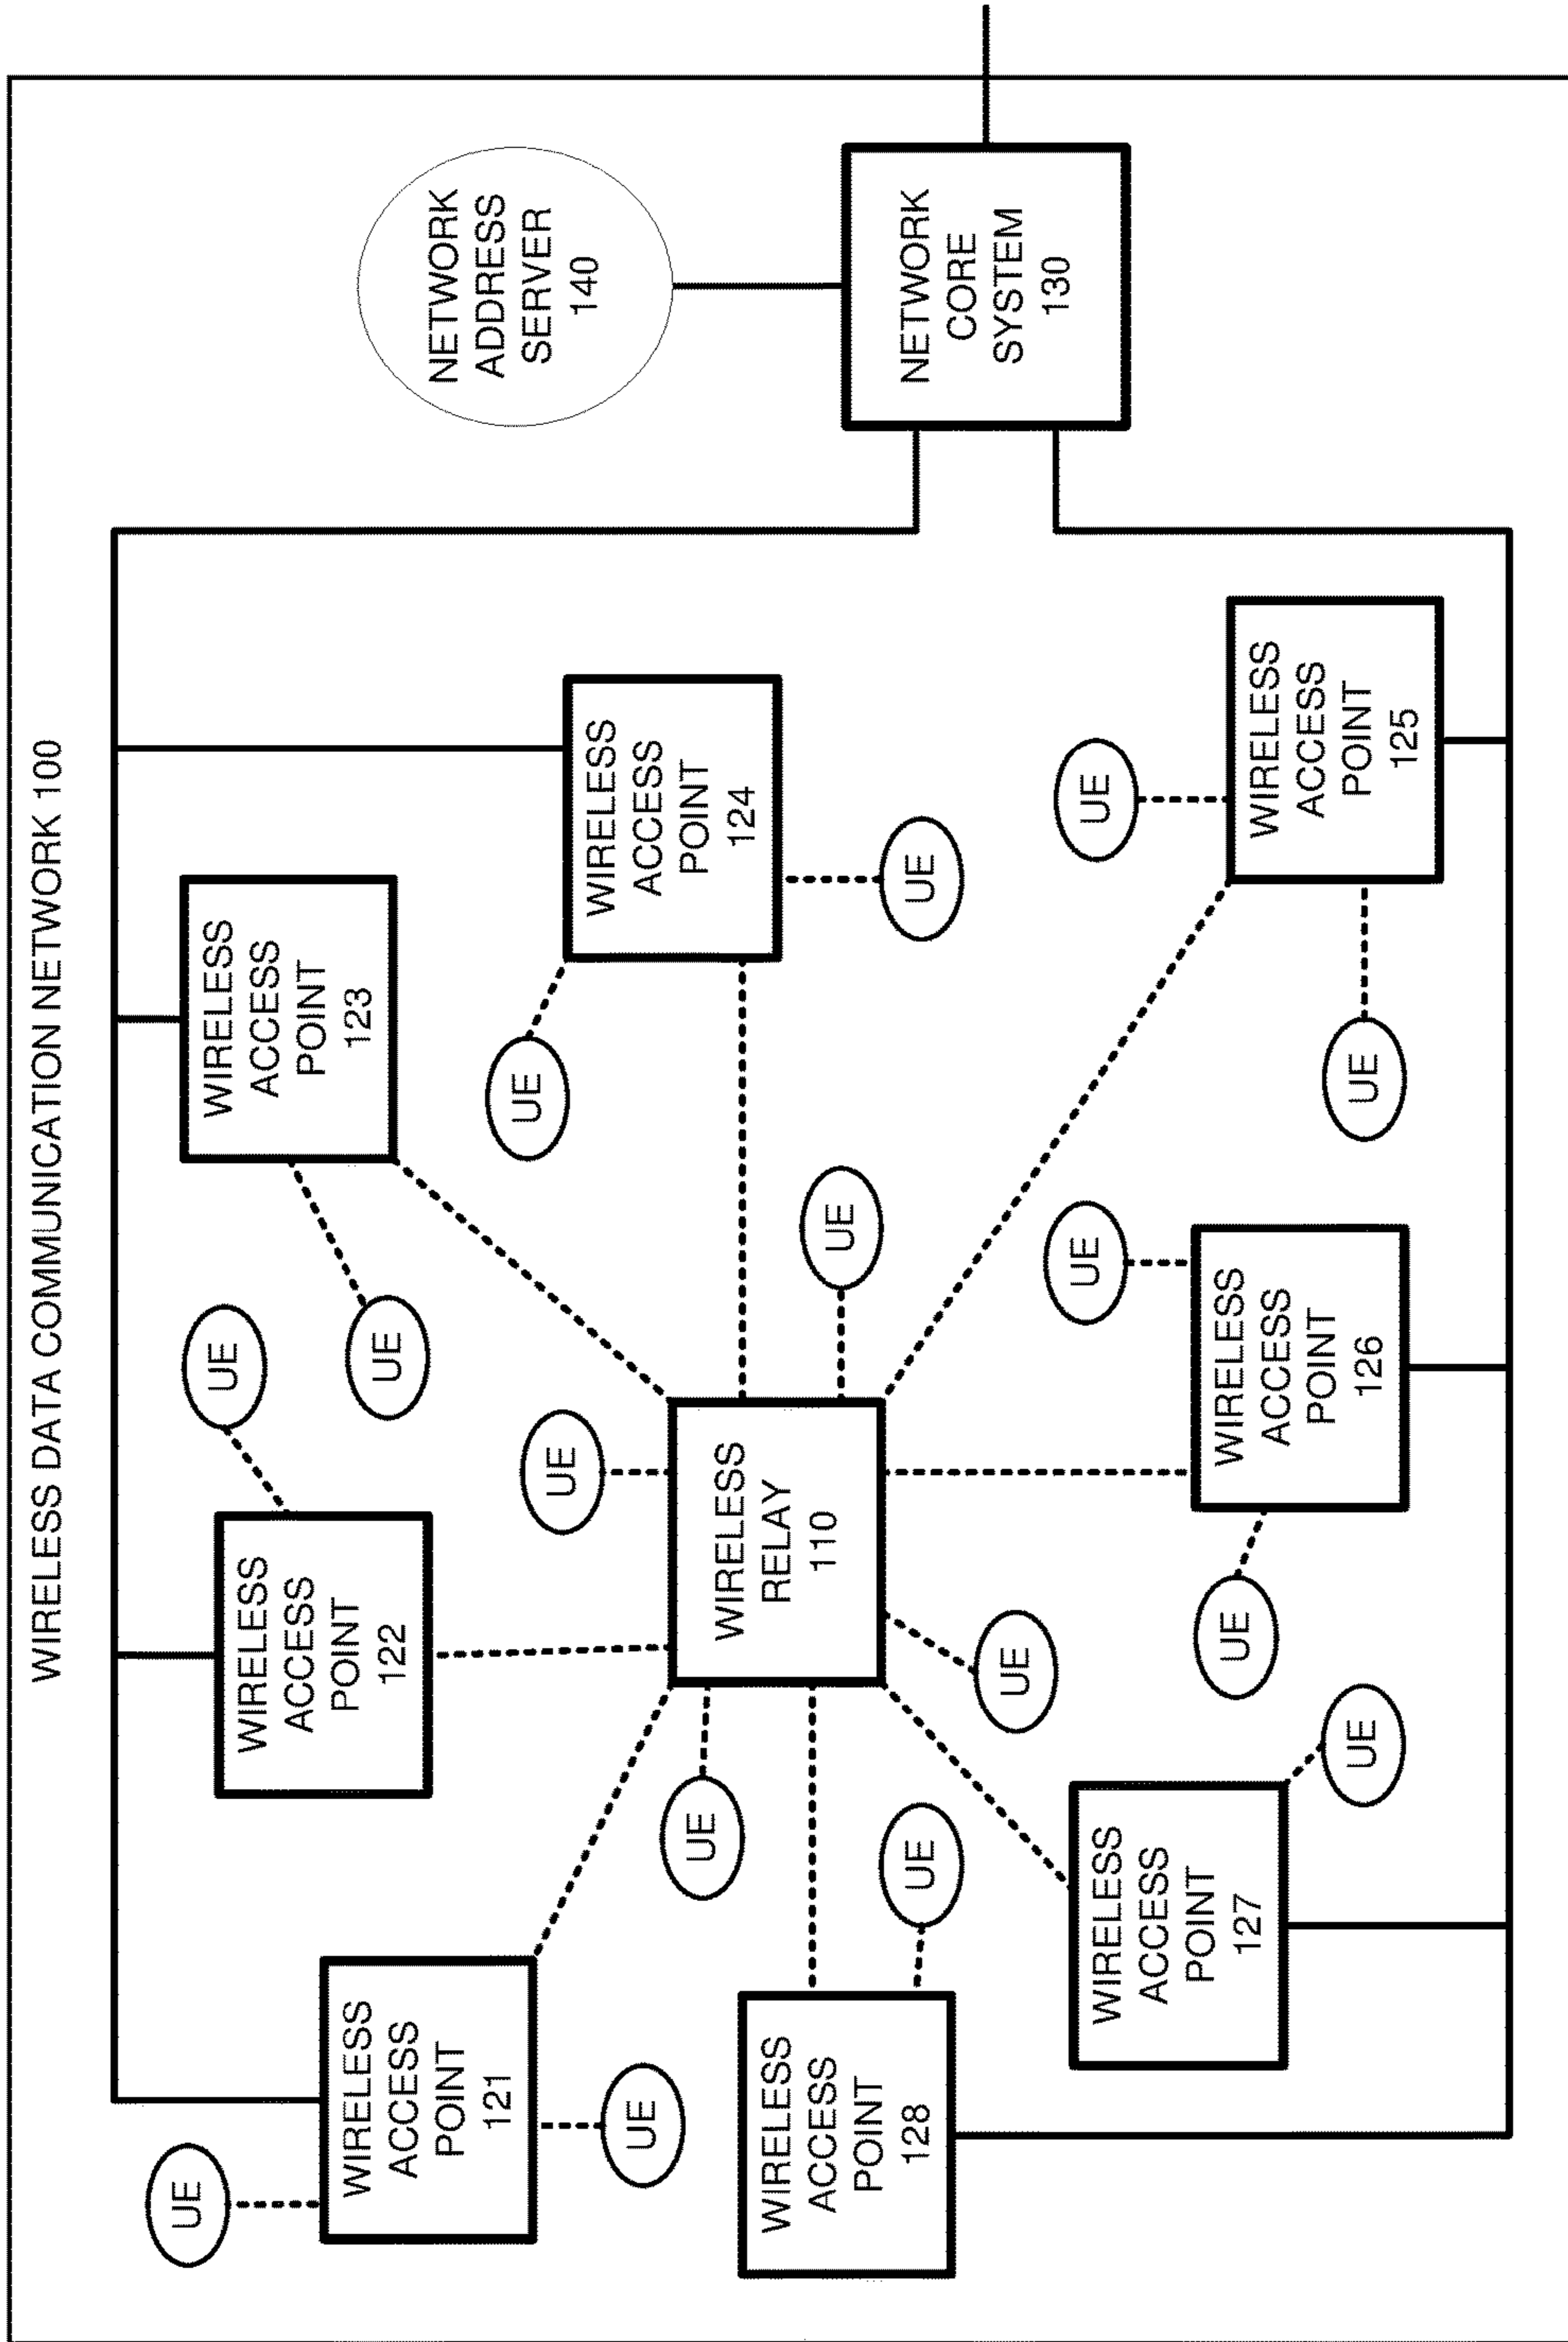 WIRELESS DATA COMMUNICATION NETWORK 100
UE
UE
WIRELESS
ACCESS
POINT
123
WIRELESS
ACCESS
POINT
122
UE
WIRELESS
ACCESS
POINT
121
NETWORK
ADDRESS
SERVER
140
UE
UE
WIRELESS
ACCESS
POINT
124
UE
UE
WIRELESS
RELAY
110
WIRELESS
ACCESS
POINT
128
UE
UE
UE
NETWORK
CORE
SYSTEM
130
UE
UE
UE
WIRELESS
ACCESS
POINT
127
WIRELESS
ACCESS
POINT
126
WIRELESS
ACCESS
POINT
125
UE
UE
UE